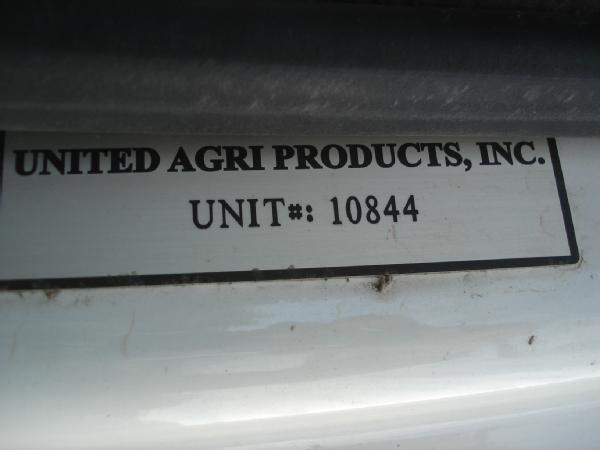 UNITED AGRI PRODUCTS, INC.
UNIT#: 10844